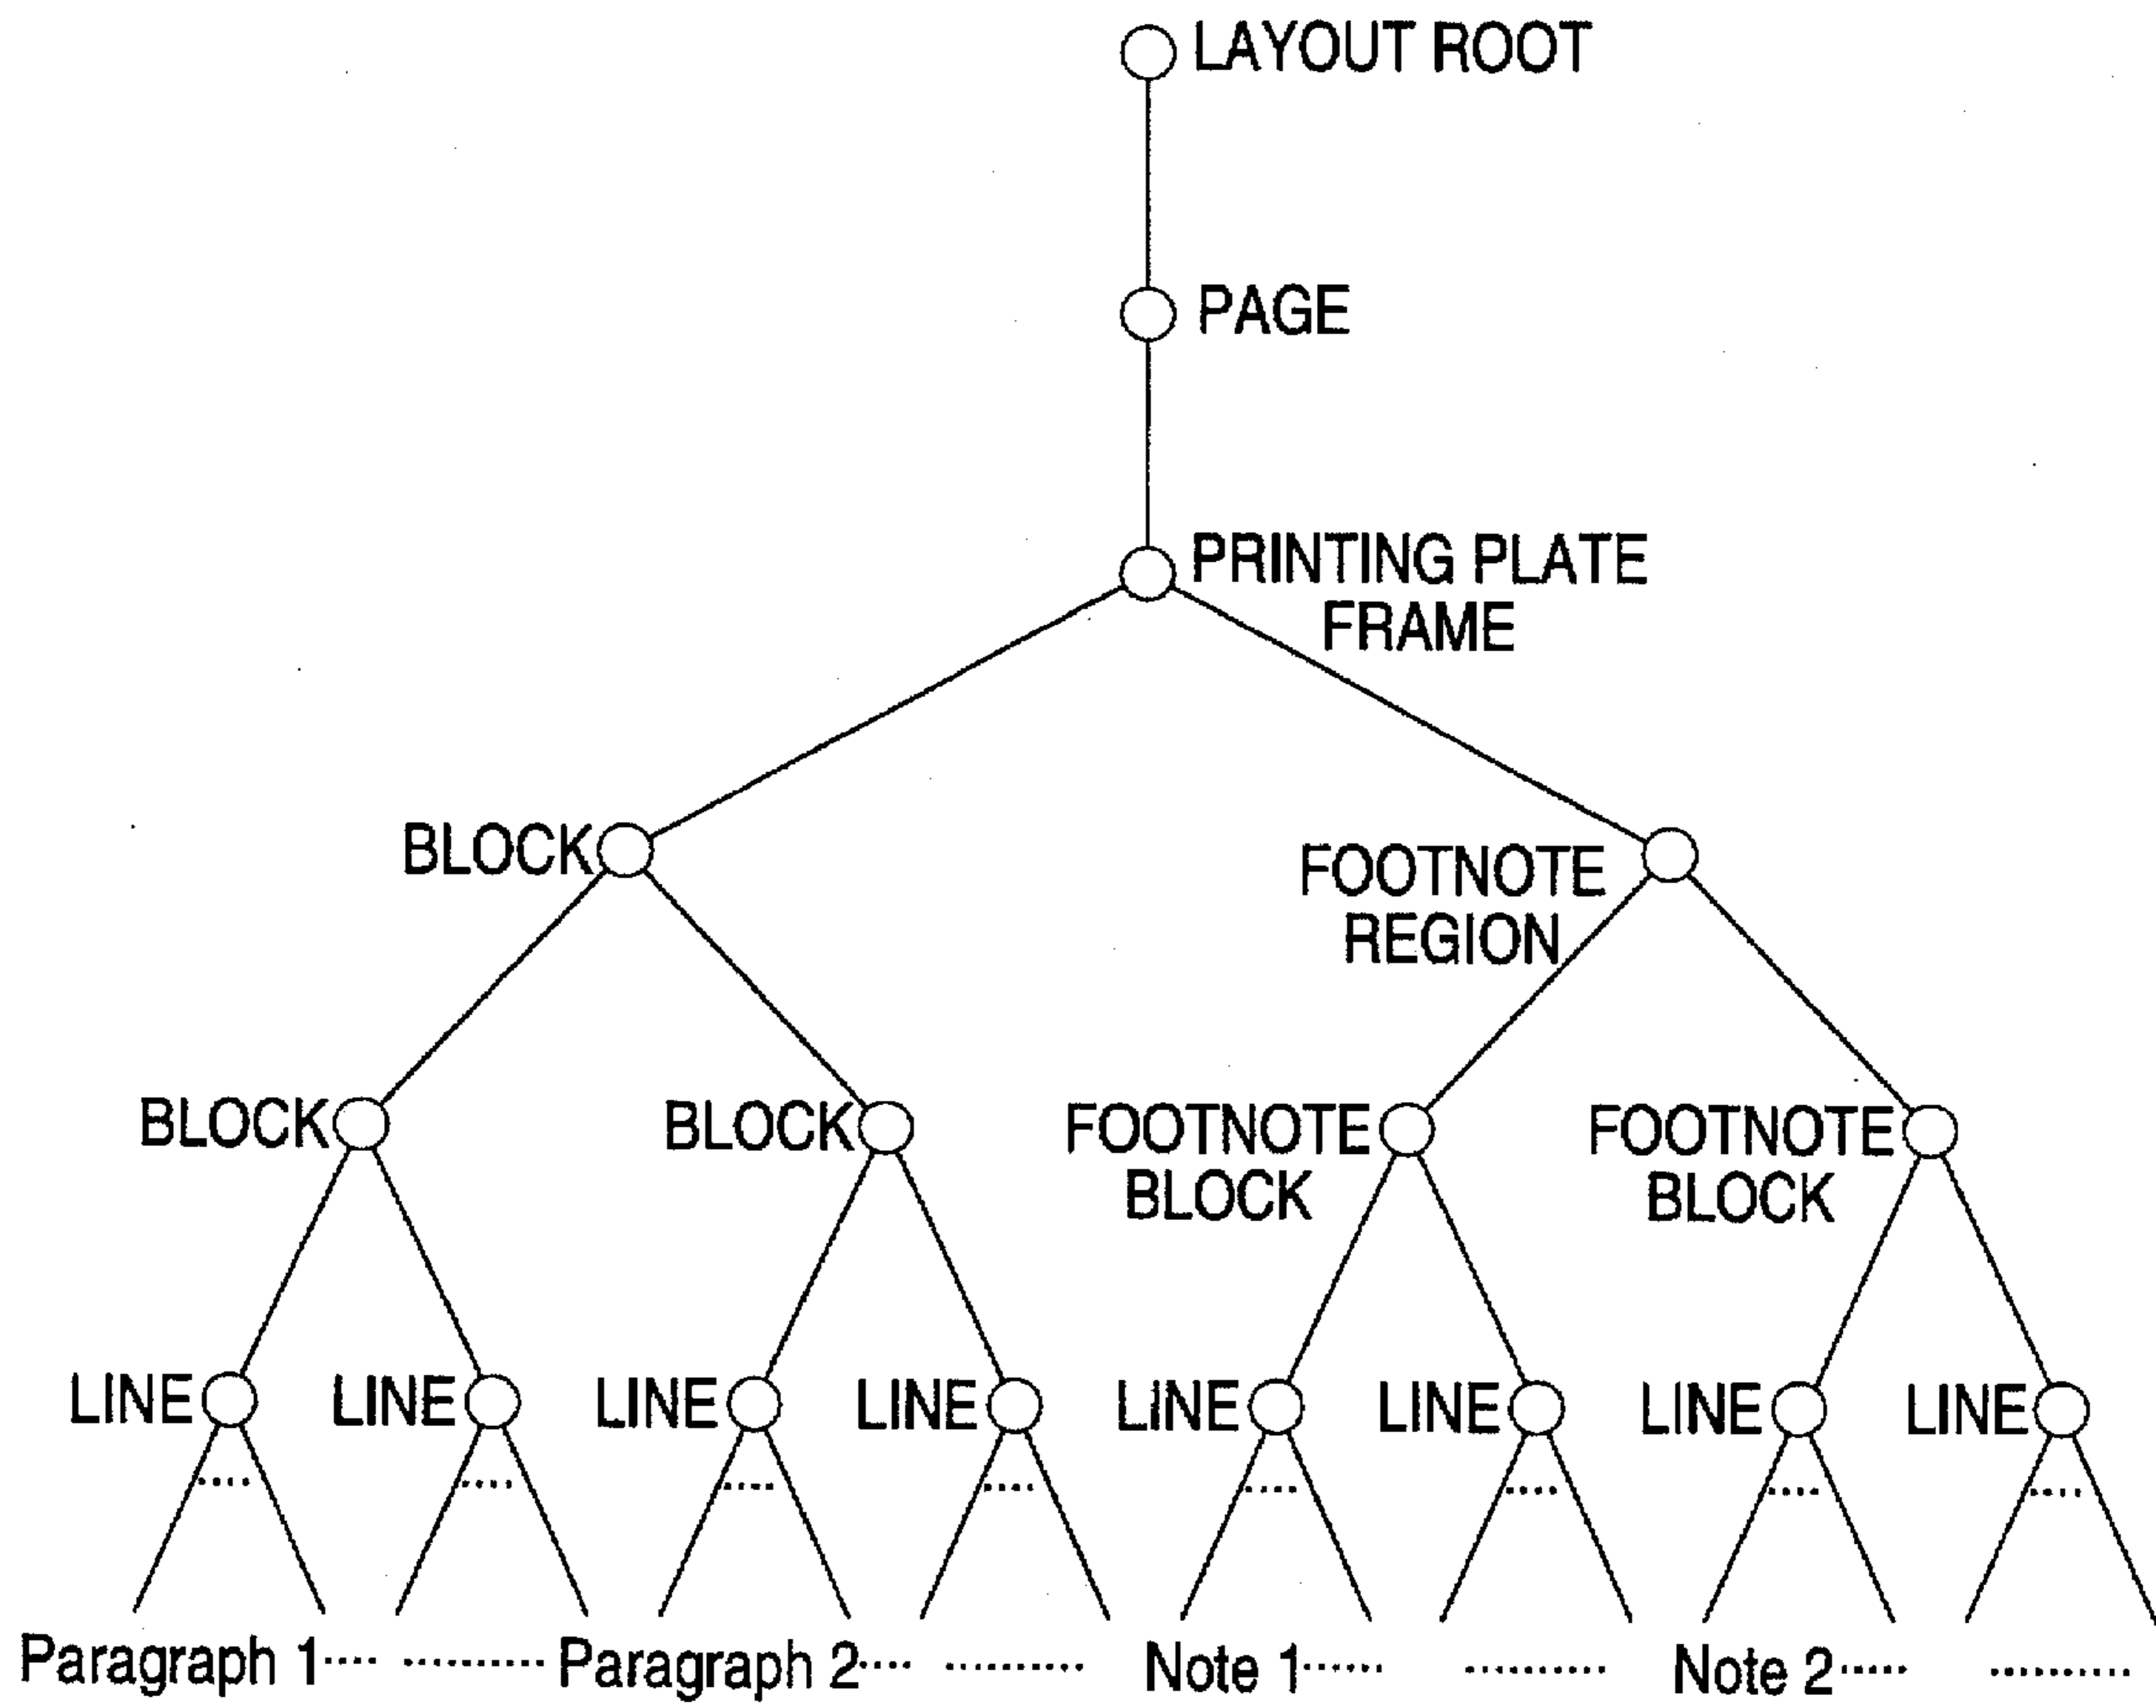 LAYOUT ROOT
PAGE
PRINTING PLATE
FRAME
BLOCK
FOOTNOTE
REGION
BLOCK
BLOCK
FOOTNOTE
BLOCK
FOOTNOTE
BLOCK
LINE
LINE
LINE
LINE
LINE
LINE
LINE
LINE
Paragraph 1···· ·········· Paragraph 2···· ·········· Note 1······ ·········· Note 2····· ··········